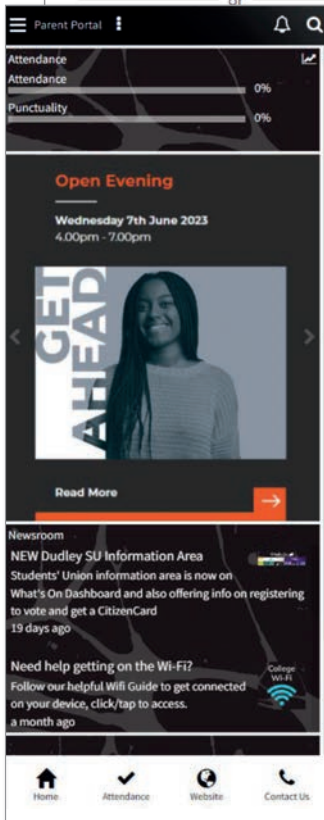 or
Parent Portal
Attendance
Attendance
0%
Punctuality
0%
Open Evening
Wednesday 7th June 2023
4.00pm - 7.00pm
GET
AHEAD
Read More
Newsroom
NEW Dudley SU Information Area
Students' Union information area is now on
What's On Dashboard and also offering info on registering
to vote and get a CitizenCard
19 days ago
Need help getting on the Wi-Fi?
Follow our helpful Wifi Guide to get connected
on your device, click/tap to access.
a month ago
College
Wi-Fi
Home
Attendance
Website
Contact Us